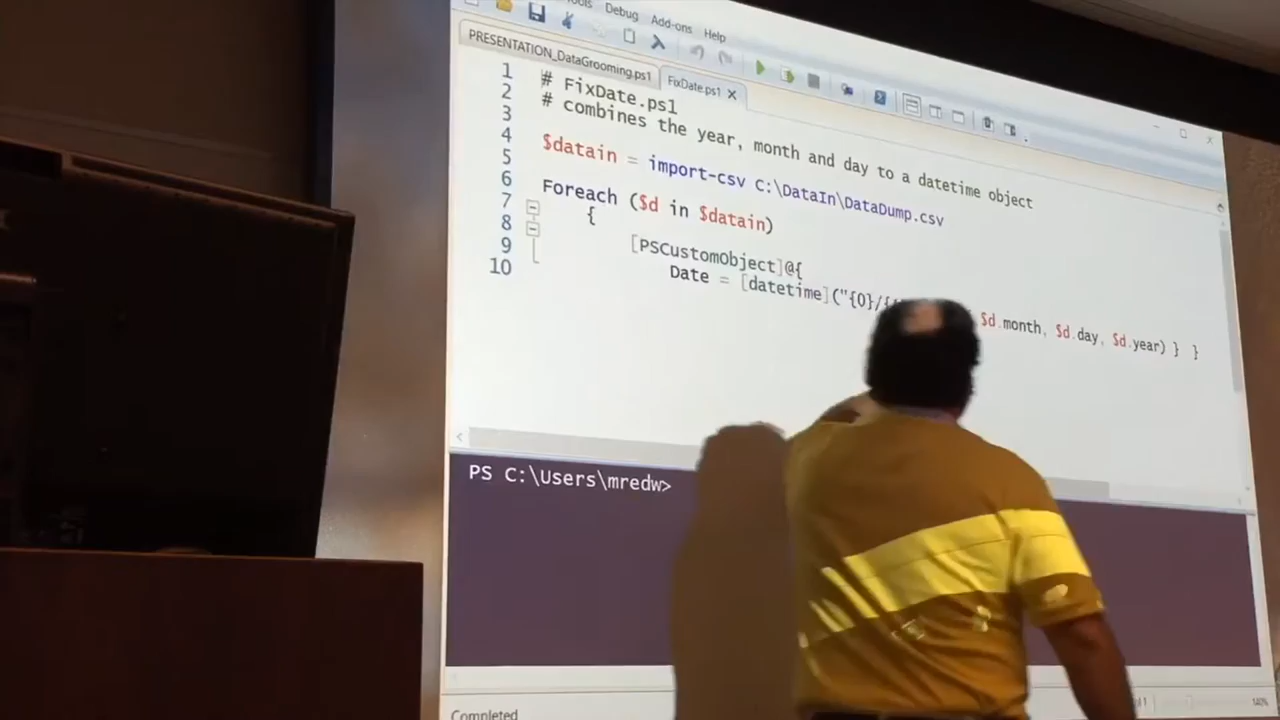 Tools Debug Add-ons Help
PRESENTATION_DataGrooming.ps1 FixDate.ps1
1 # FixDate.ps1
2 # combines the year, month and day to a datetime object
3
4 $datain = import-csv C:\DataIn\DataDump.csv
5
6 Foreach ($d in $datain)
7 {
8 [PSCustomObject]@{
9 Date = [datetime]("{0}/{ $d.month, $d.day, $d.year) } }
10
PS C:\Users\mredw>
Completed
140%